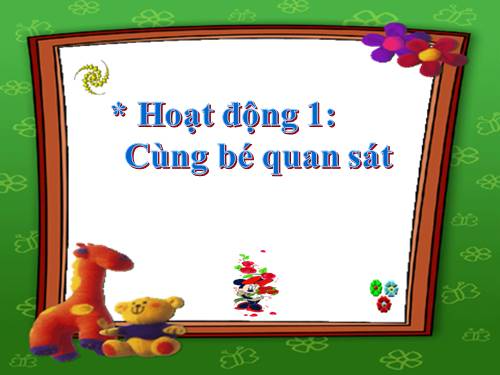 * Hoạt động 1:
Cùng bé quan sát